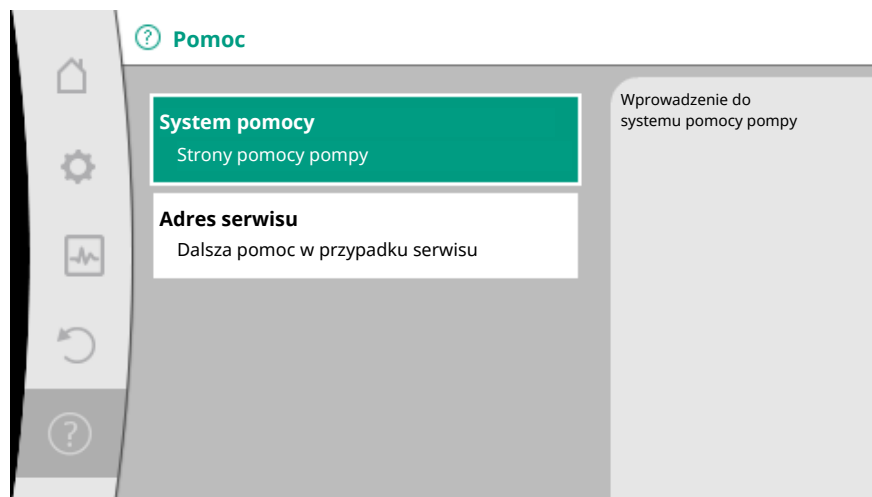 Pomoc
System pomocy
Strony pomocy pompy
Adres serwisu
Dalsza pomoc w przypadku serwisu
Wprowadzenie do
systemu pomocy pompy